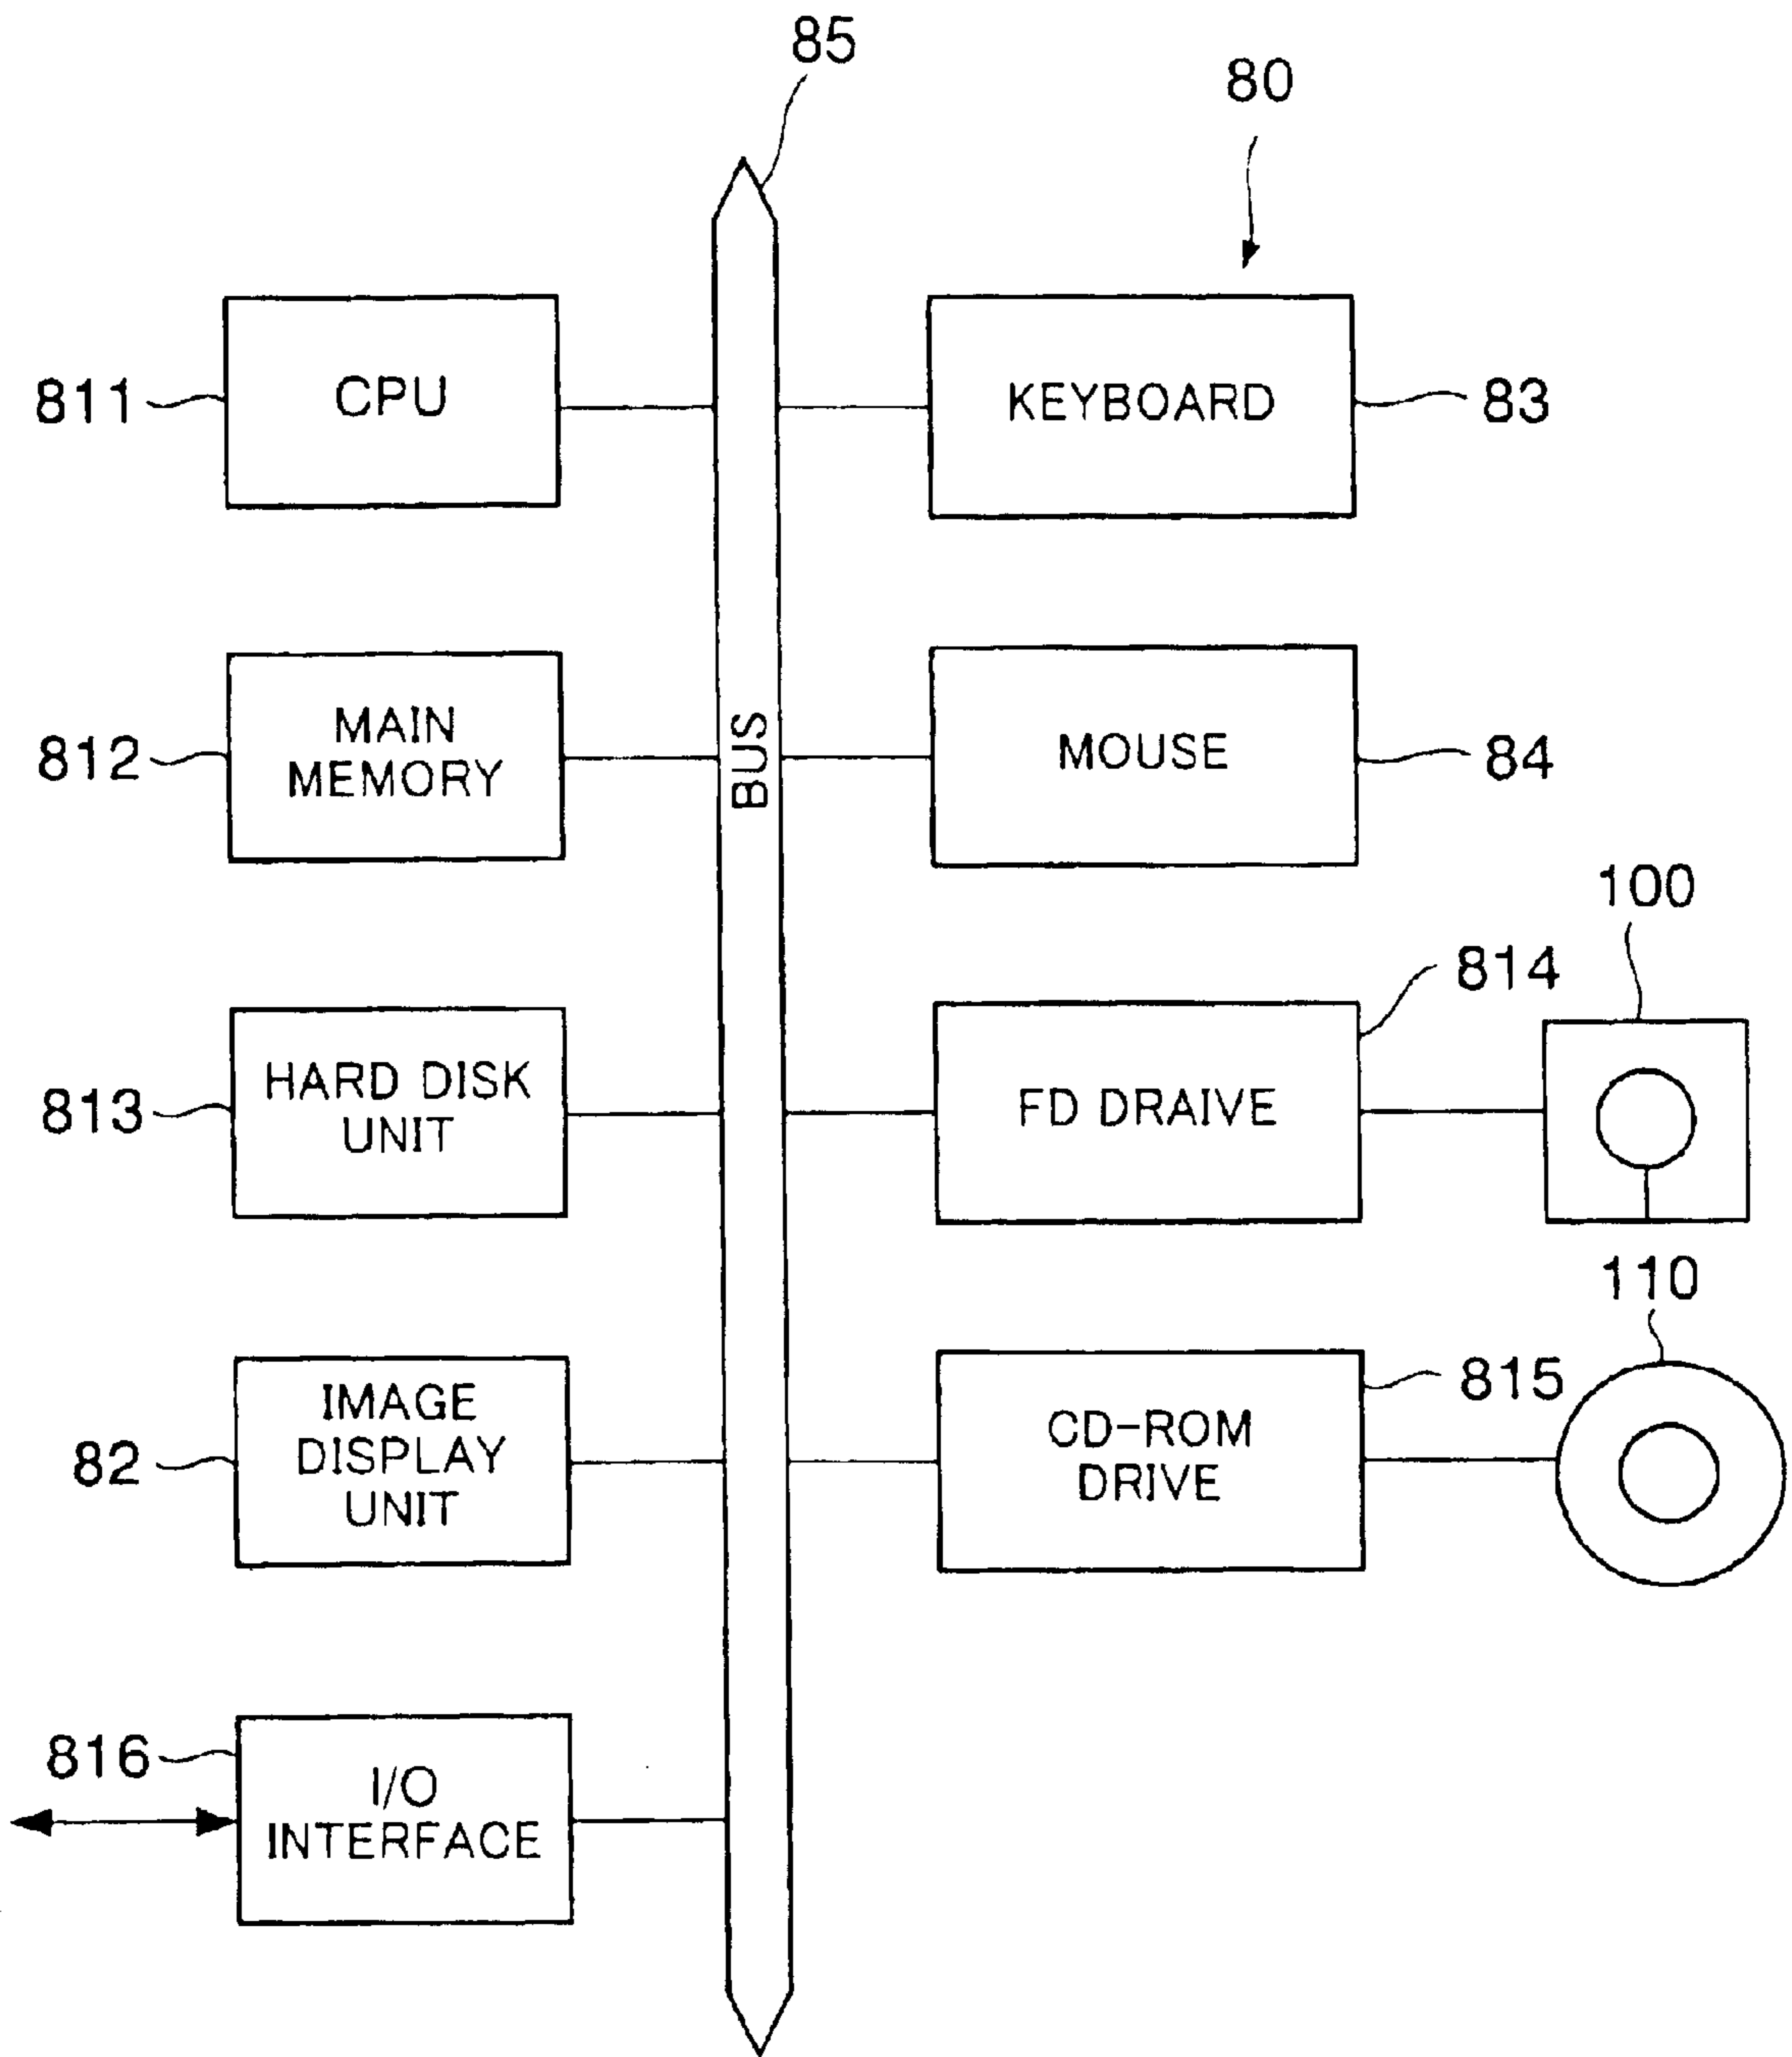 85
80
811
CPU
KEYBOARD
83
812
MAIN
MEMORY
BUS
MOUSE
84
100
814
813
HARD DISK
UNIT
FD DRAIVE
110
815
82
IMAGE
DISPLAY
UNIT
CD-ROM
DRIVE
816
I/O
INTERFACE